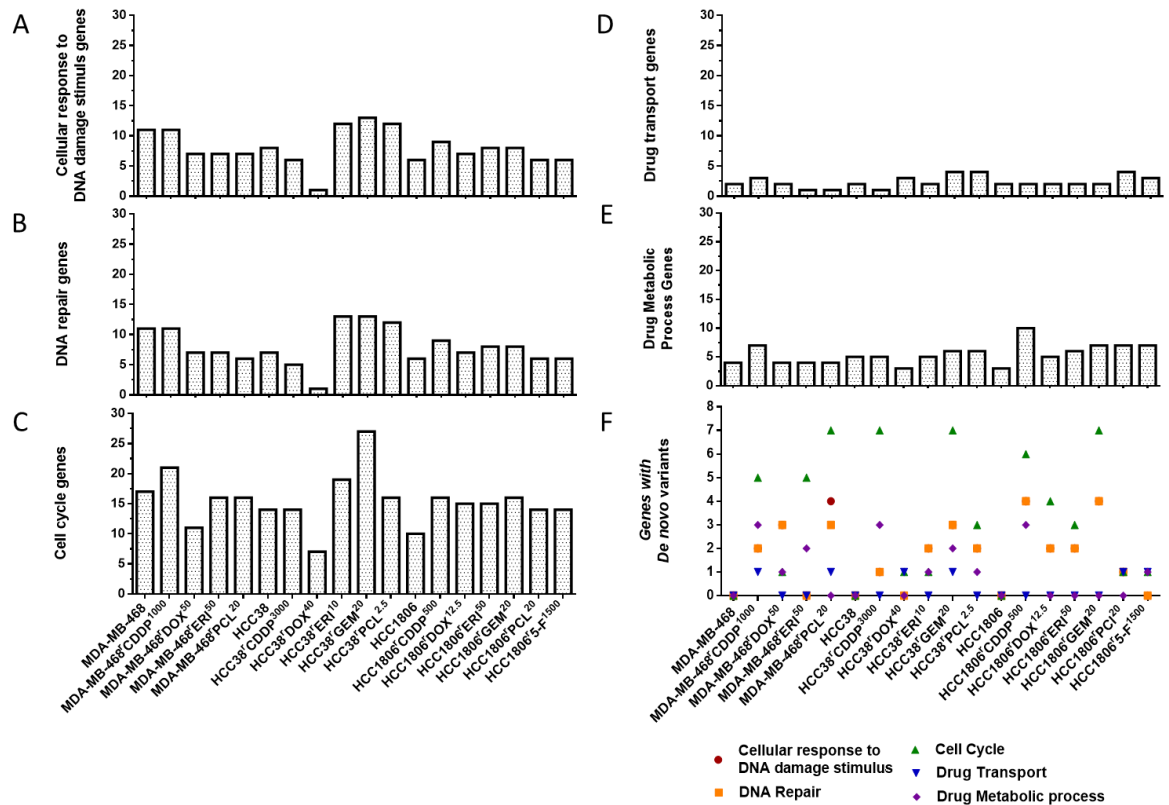 A
Cellular response to
DNA damage stimuls genes
30
25
20
15
10
5
0
B
DNA repair genes
30
25
20
15
10
5
0
C
Cell cycle genes
30
25
20
15
10
5
0
MDA-MB-468
MDA-MB-468rCDDP1000
MDA-MB-468rDOX50
MDA-MB-468rERI50
MDA-MB-468rPCL20
HCC38
HCC38rCDDP3000
HCC38rDOX40
HCC38rERI10
HCC38rGEM20
HCC38rPCL2.5
HCC1806
HCC1806rCDDP500
HCC1806rDOX12.5
HCC1806rERI50
HCC1806rGEM20
HCC1806rPCL20
HCC1806r5-F1500
D
Drug transport genes
30
25
20
15
10
5
0
E
Drug Metabolic
Process Genes
30
25
20
15
10
5
0
F
Genes with
De novo variants
8
7
6
5
4
3
2
1
0
MDA-MB-468
MDA-MB-468rCDDP1000
MDA-MB-468rDOX50
MDA-MB-468rERI50
MDA-MB-468rPCL20
HCC38
HCC38rCDDP3000
HCC38rDOX40
HCC38rERI10
HCC38rGEM20
HCC38rPCL2.5
HCC1806
HCC1806rCDDP500
HCC1806rDOX12.5
HCC1806rERI50
HCC1806rGEM20
HCC1806rPCl20
HCC1806r5-F1500
Cellular response to
DNA damage stimulus
DNA Repair
Cell Cycle
Drug Transport
Drug Metabolic process